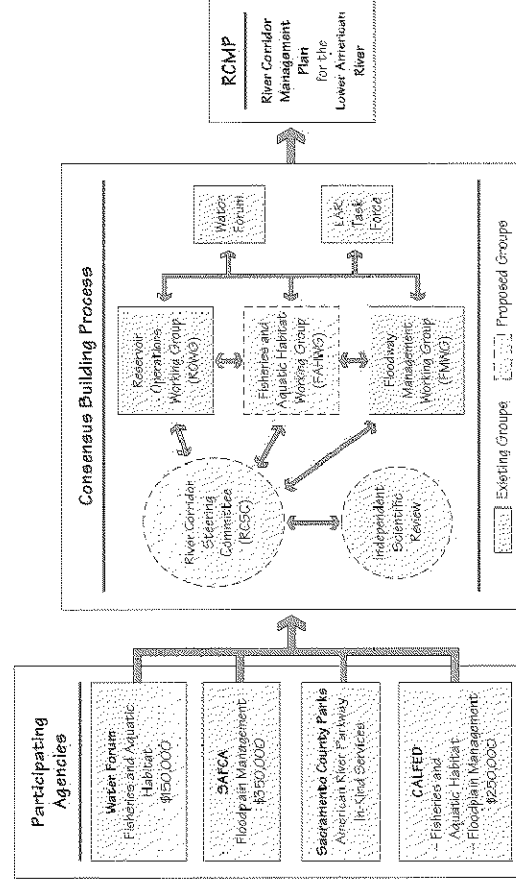 Participating
Agencies
Water Forum
Fisheries and Aquatic
Habitat
$150,000
SAFCA
Floodplain Management
$350,000
Sacramento County Parks
American River Parkway
In-Kind Services
CALFED
– Fisheries and
Aquatic Habitat
– Floodplain Management
$250,000
Consensus Building Process
River Corridor
Steering
Committee
(RCSC)
Independent
Scientific
Review
Reservoir
Operations
Working Group
(ROWG)
Fisheries and
Aquatic Habitat
Working Group
(FAHWG)
Floodway
Management
Working Group
(FMWG)
Water
Forum
LAR
Task
Force
Existing Groups
Proposed Groups
RCMP
River Corridor
Management
Plan
for the
Lower American
River